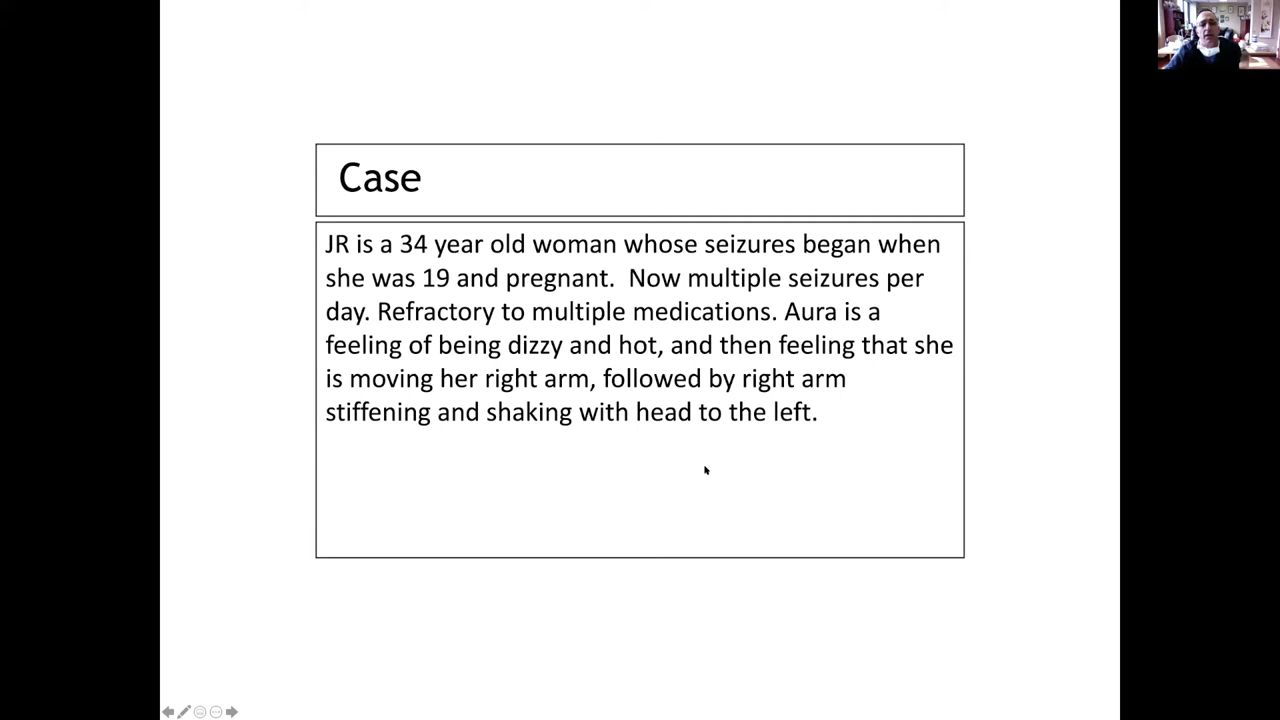 Case
JR is a 34 year old woman whose seizures began when
she was 19 and pregnant.  Now multiple seizures per
day. Refractory to multiple medications. Aura is a
feeling of being dizzy and hot, and then feeling that she
is moving her right arm, followed by right arm
stiffening and shaking with head to the left.